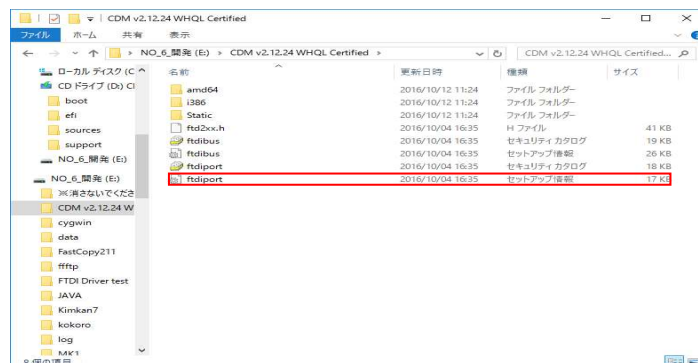 CDM v2.12.24 WHQL Certified
ファイル ホーム 共有 表示
NO_6_開発 (E:) > CDM v2.12.24 WHQL Certified >
CDM v2.12.24 WHQL Certified...
名前 更新日時 種類 サイズ
ローカル ディスク (C
CD ドライブ (D:) CI
boot
efi
sources
support
NO_6_開発 (E:)
NO_6_開発 (E:)
※消さないでくださ
CDM v2.12.24 W
cygwin
data
FastCopy211
ffftp
FTDI Driver test
JAVA
Kimkan7
kokoro
log
MK1
amd64 2016/10/12 11:24 ファイル フォルダー
i386 2016/10/12 11:24 ファイル フォルダー
Static 2016/10/12 11:24 ファイル フォルダー
ftd2xx.h 2016/10/04 16:35 H ファイル 41 KB
ftdibus 2016/10/04 16:35 セキュリティ カタログ 19 KB
ftdibus 2016/10/04 16:35 セットアップ情報 26 KB
ftdiport 2016/10/04 16:35 セキュリティ カタログ 18 KB
ftdiport 2016/10/04 16:35 セットアップ情報 17 KB
8 個の項目